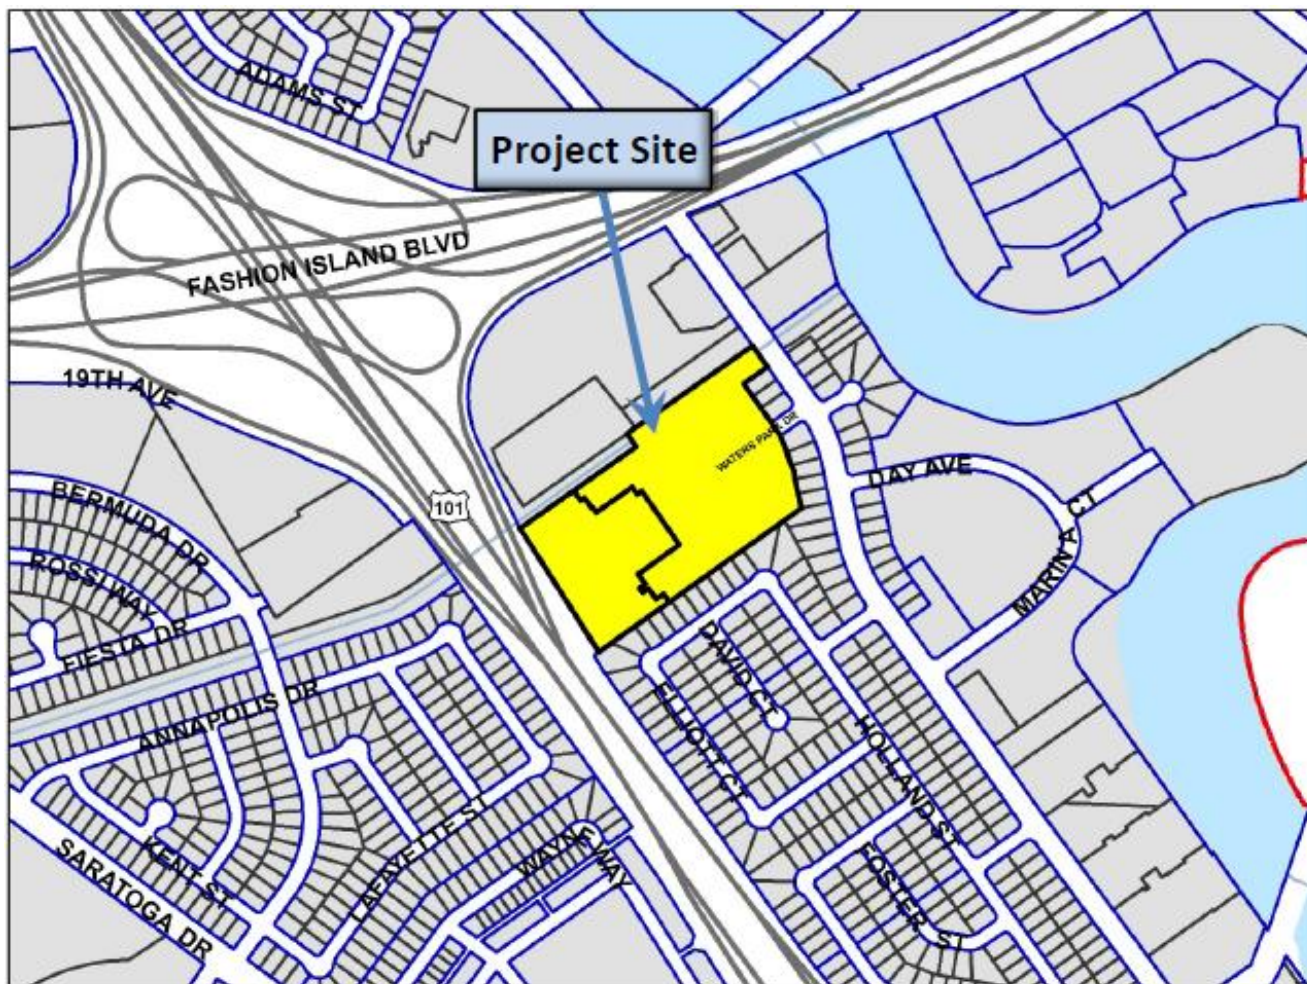 ADAMS ST
Project Site
FASHION ISLAND BLVD
19TH AVE
WATERS PARK DR
DAY AVE
BERMUDA DR
101
MARINA CT
ROSSI WAY
FIESTA DR
DAVID CT
ANNAPOLIS DR
ELLIOTT CT
HOLLAND ST
LAFAYETTE ST
KENT ST
WAYNE WAY
SARATOGA DR
FOSTER ST